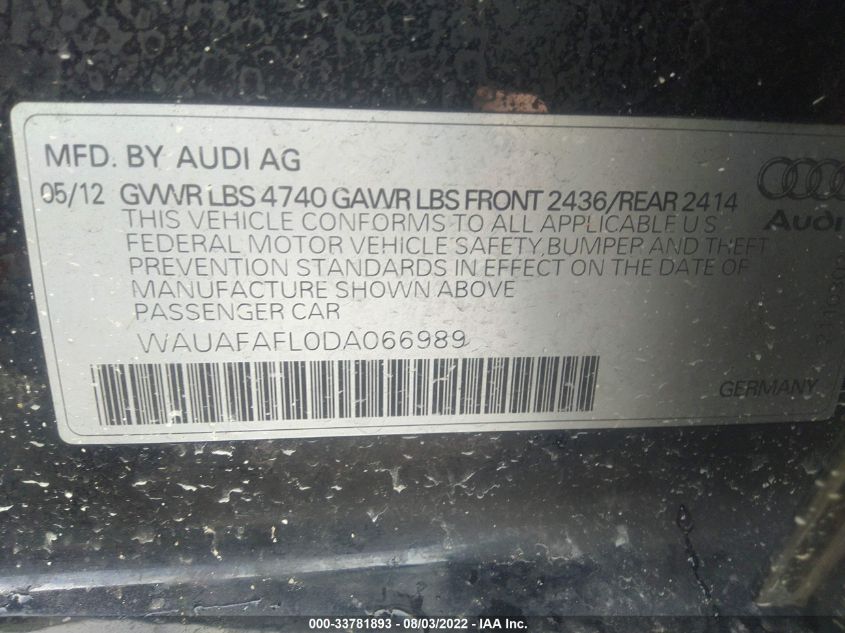 MFD. BY AUDI AG
05/12 GVWR LBS 4740 GAWR LBS FRONT 2436/REAR 2414
THIS VEHICLE CONFORMS TO ALL APPLICABLE U S
FEDERAL MOTOR VEHICLE SAFETY,BUMPER AND THEFT
PREVENTION STANDARDS IN EFFECT ON THE DATE OF
MANUFACTURE SHOWN ABOVE
PASSENGER CAR
WAUAFAFL0DA066989
Audi
GERMANY
000-33781893 - 08/03/2022 - IAA Inc.